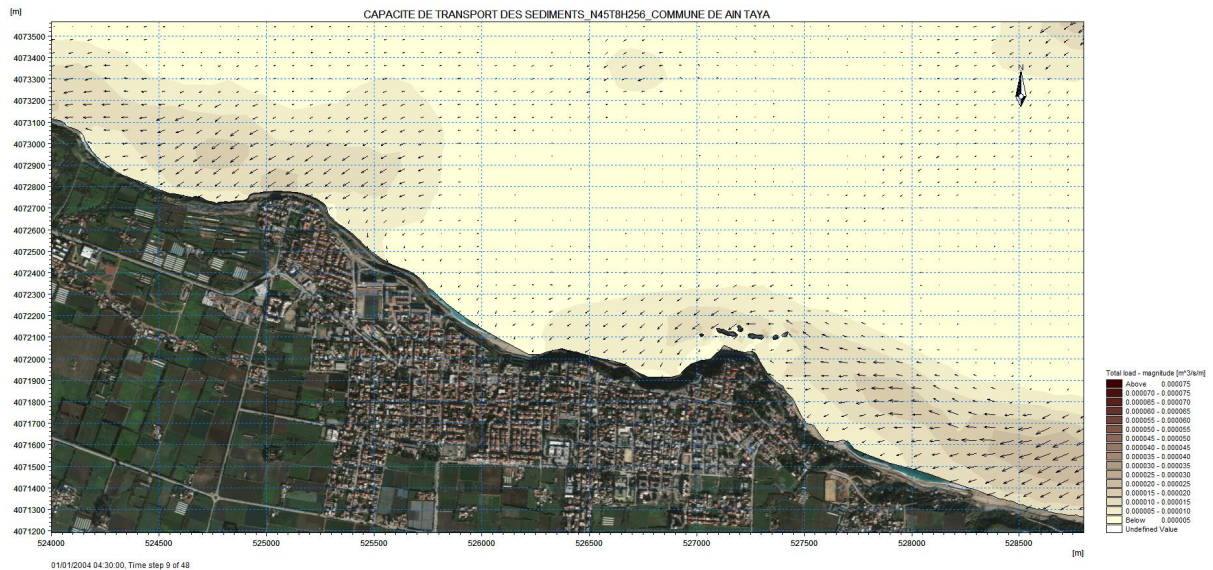 CAPACITE DE TRANSPORT DES SEDIMENTS_N45T8H256_COMMUNE DE AIN TAYA
[m]
4073500
4073400
4073300
4073200
4073100
4073000
4072900
4072800
4072700
4072600
4072500
4072400
4072300
4072200
4072100
4072000
4071900
4071800
4071700
4071600
4071500
4071400
4071300
4071200
N
524000 524500 525000 525500 526000 526500 527000 527500 528000 528500
[m]
Total load - magnitude [m^3/s/m]
Above 0.000075
0.000070 - 0.000075
0.000065 - 0.000070
0.000060 - 0.000065
0.000055 - 0.000060
0.000050 - 0.000055
0.000045 - 0.000050
0.000040 - 0.000045
0.000035 - 0.000040
0.000030 - 0.000035
0.000025 - 0.000030
0.000020 - 0.000025
0.000015 - 0.000020
0.000010 - 0.000015
0.000005 - 0.000010
Below 0.000005
Undefined Value
01/01/2004 04:30:00, Time step 9 of 48